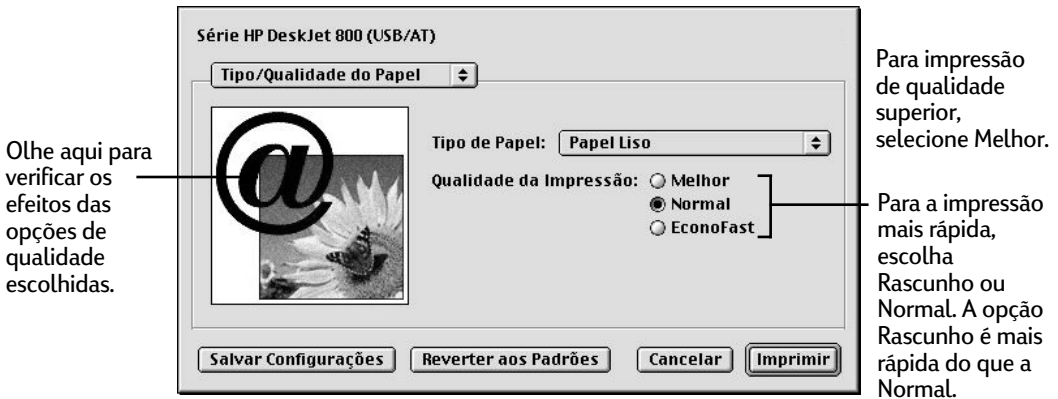 Série HP DeskJet 800 (USB/AT)
Tipo/Qualidade do Papel
@
Tipo de Papel: Papel Liso
Qualidade da Impressão: Melhor
Normal
EconoFast
Salvar Configurações Reverter aos Padrões Cancelar Imprimir
Olhe aqui para
verificar os
efeitos das
opções de
qualidade
escolhidas.
Para impressão
de qualidade
superior,
selecione Melhor.
Para a impressão
mais rápida,
escolha
Rascunho ou
Normal. A opção
Rascunho é mais
rápida do que a
Normal.